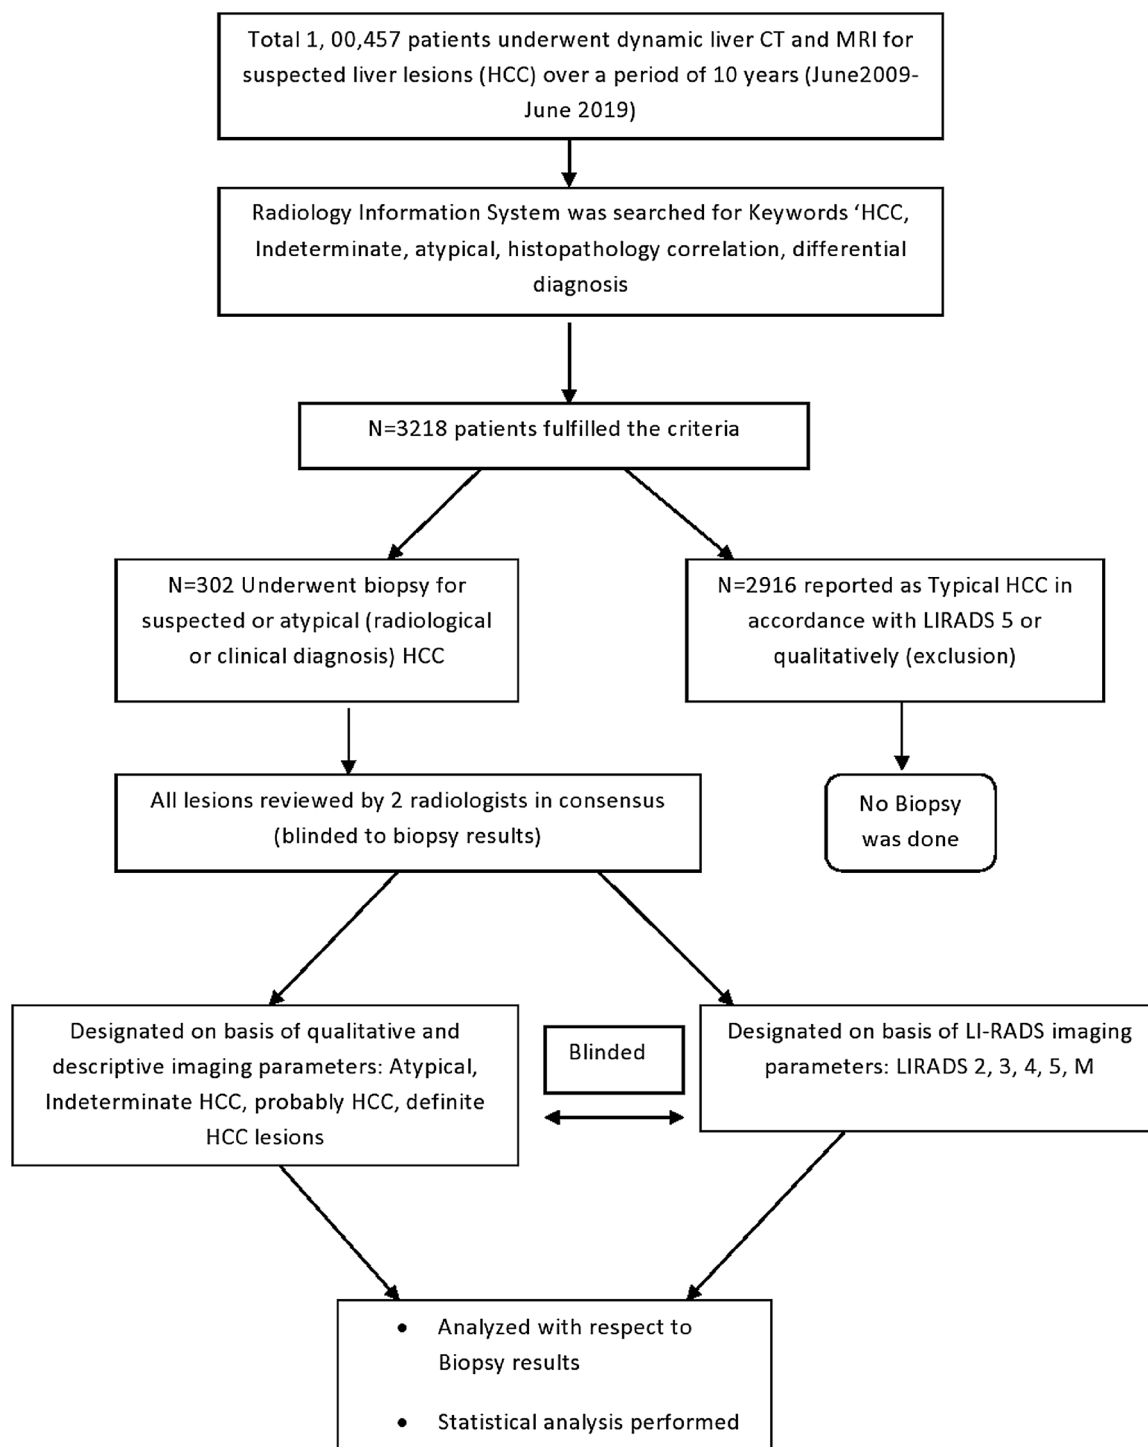 Total 1, 00,457 patients underwent dynamic liver CT and MRI for
suspected liver lesions (HCC) over a period of 10 years (June2009-
June 2019)
Radiology Information System was searched for Keywords ‘HCC,
Indeterminate, atypical, histopathology correlation, differential
diagnosis
N=3218 patients fulfilled the criteria
N=302 Underwent biopsy for
suspected or atypical (radiological
or clinical diagnosis) HCC
N=2916 reported as Typical HCC in
accordance with LIRADS 5 or
qualitatively (exclusion)
All lesions reviewed by 2 radiologists in consensus
(blinded to biopsy results)
No Biopsy
was done
Designated on basis of qualitative and
descriptive imaging parameters: Atypical,
Indeterminate HCC, probably HCC, definite
HCC lesions
Blinded
Designated on basis of LI-RADS imaging
parameters: LIRADS 2, 3, 4, 5, M
• Analyzed with respect to
Biopsy results
• Statistical analysis performed